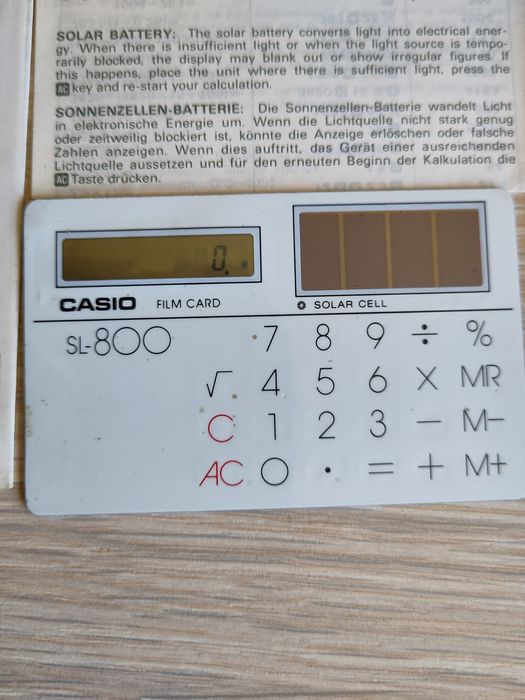 SOLAR BATTERY: The solar battery converts light into electrical ener-
gy. When there is insufficient light or when the light source is tempo-
rarily blocked, the display may blank out or show irregular figures. If
this happens, place the unit where there is sufficient light, press the
AC key and re-start your calculation.
SONNENZELLEN-BATTERIE: Die Sonnenzellen-Batterie wandelt Licht
in elektronische Energie um. Wenn die Lichtquelle nicht stark genug
oder zeitweilig blockiert ist, könnte die Anzeige erlöschen oder falsche
Zahlen anzeigen. Wenn dies auftritt, das Gerät einer ausreichenden
Lichtquelle aussetzen und für den erneuten Beginn der Kalkulation die
AC Taste drücken.
0.
CASIO FILM CARD SOLAR CELL
SL-800 7 8 9 ÷ %
√ 4 5 6 × MR
C 1 2 3 − M−
AC 0 . = + M+